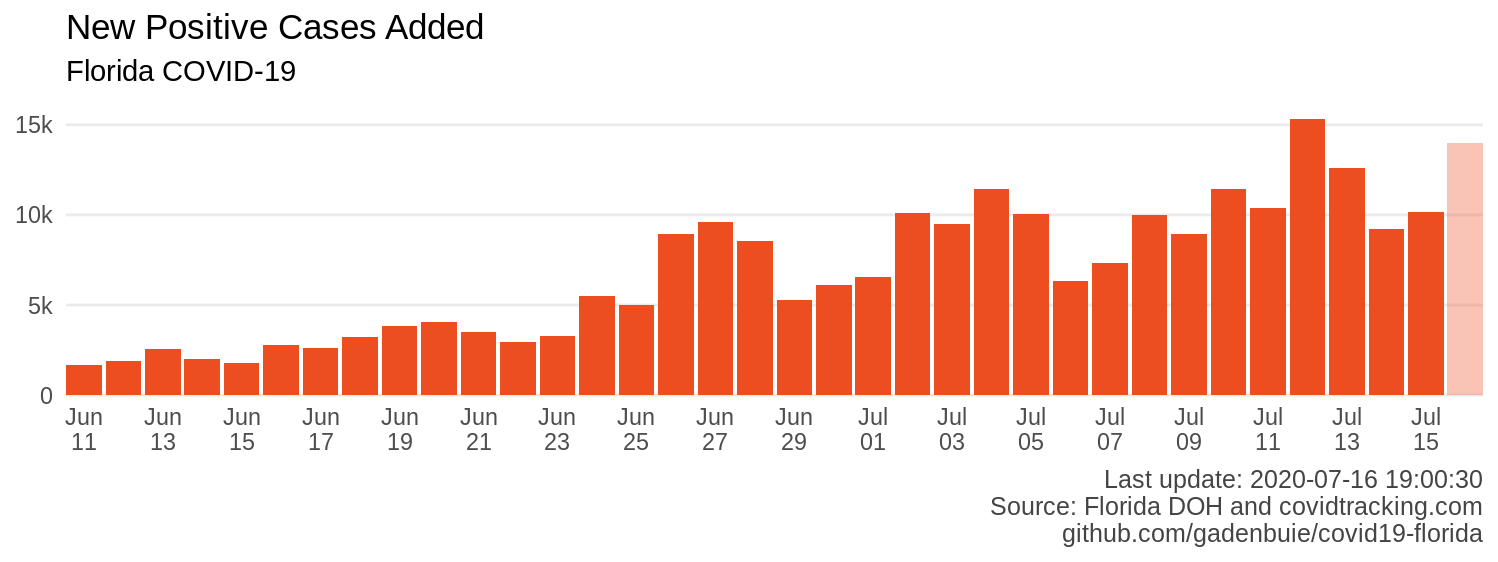 New Positive Cases Added
Florida COVID-19
15k
10k
5k
0
Jun Jun Jun Jun Jun Jun Jun Jun Jun Jun Jul Jul Jul Jul Jul Jul Jul Jul
11 13 15 17 19 21 23 25 27 29 01 03 05 07 09 11 13 15
Last update: 2020-07-16 19:00:30
Source: Florida DOH and covidtracking.com
github.com/gadenbuie/covid19-florida